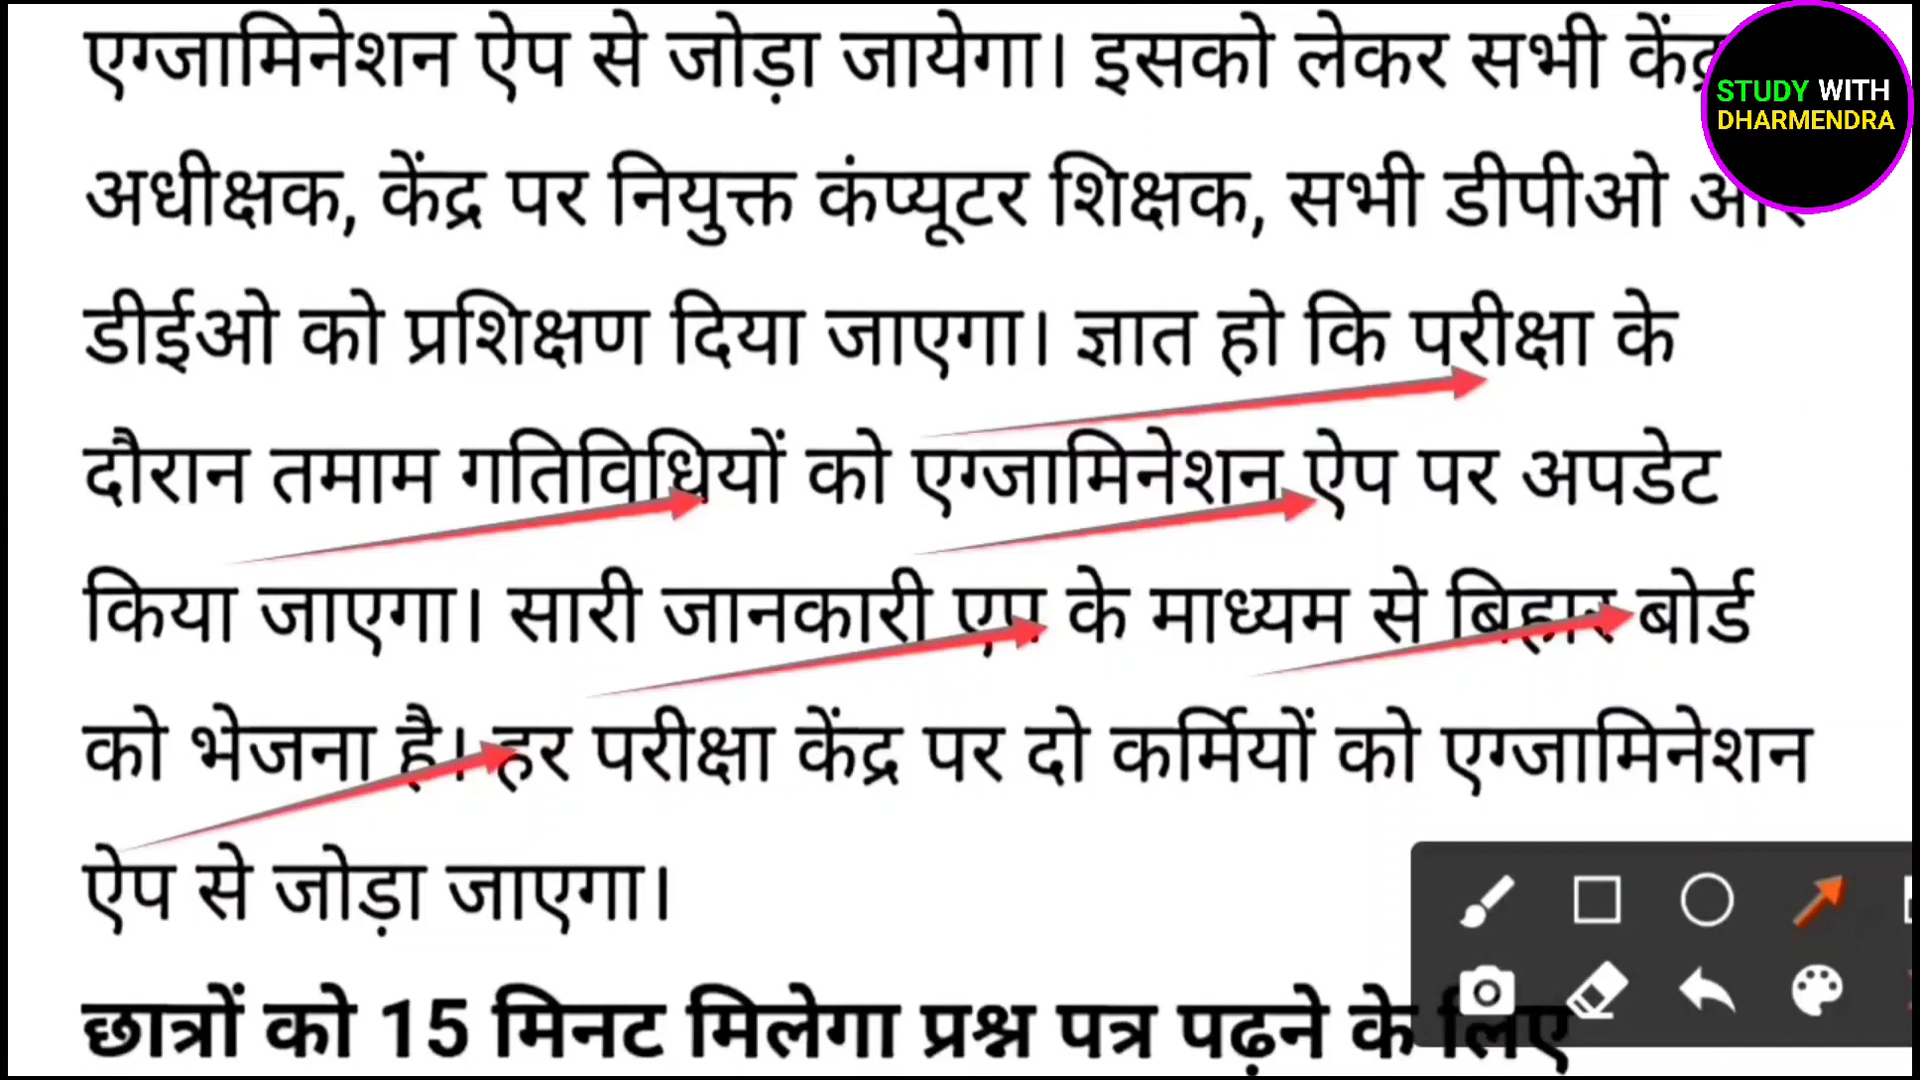 एग्जामिनेशन ऐप से जोड़ा जायेगा। इसको लेकर सभी
STUDY WITH
DHARMENDRA
अधीक्षक, केंद्र पर नियुक्त कंप्यूटर शिक्षक, सभी डीपीओ और
डीईओ को प्रशिक्षण दिया जाएगा। ज्ञात हो कि परीक्षा के
दौरान तमाम गतिविधियों को एग्जामिनेशन ऐप पर अपडेट
किया जाएगा। सारी जानकारी एप के माध्यम से बिहार बोर्ड
को भेजना है। हर परीक्षा केंद्र पर दो कर्मियों को एग्जामिनेशन
ऐप से जोड़ा जाएगा।
छात्रों को 15 मिनट मिलेगा प्रश्न पत्र पढ़ने के लिए